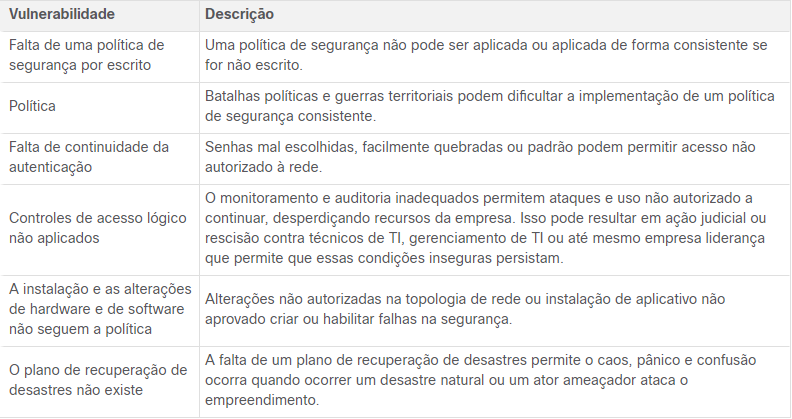 Vulnerabilidade
Descrição
Falta de uma política de
segurança por escrito
Uma política de segurança não pode ser aplicada ou aplicada de forma consistente se
for não escrito.
Política
Batalhas políticas e guerras territoriais podem dificultar a implementação de um política
de segurança consistente.
Falta de continuidade da
autenticação
Senhas mal escolhidas, facilmente quebradas ou padrão podem permitir acesso não
autorizado à rede.
Controles de acesso lógico
não aplicados
O monitoramento e auditoria inadequados permitem ataques e uso não autorizado a
continuar, desperdiçando recursos da empresa. Isso pode resultar em ação judicial ou
rescisão contra técnicos de TI, gerenciamento de TI ou até mesmo empresa liderança
que permite que essas condições inseguras persistam.
A instalação e as alterações
de hardware e de software
não seguem a política
Alterações não autorizadas na topologia de rede ou instalação de aplicativo não
aprovado criar ou habilitar falhas na segurança.
O plano de recuperação de
desastres não existe
A falta de um plano de recuperação de desastres permite o caos, pânico e confusão
ocorra quando ocorrer um desastre natural ou um ator ameaçador ataca o
empreendimento.